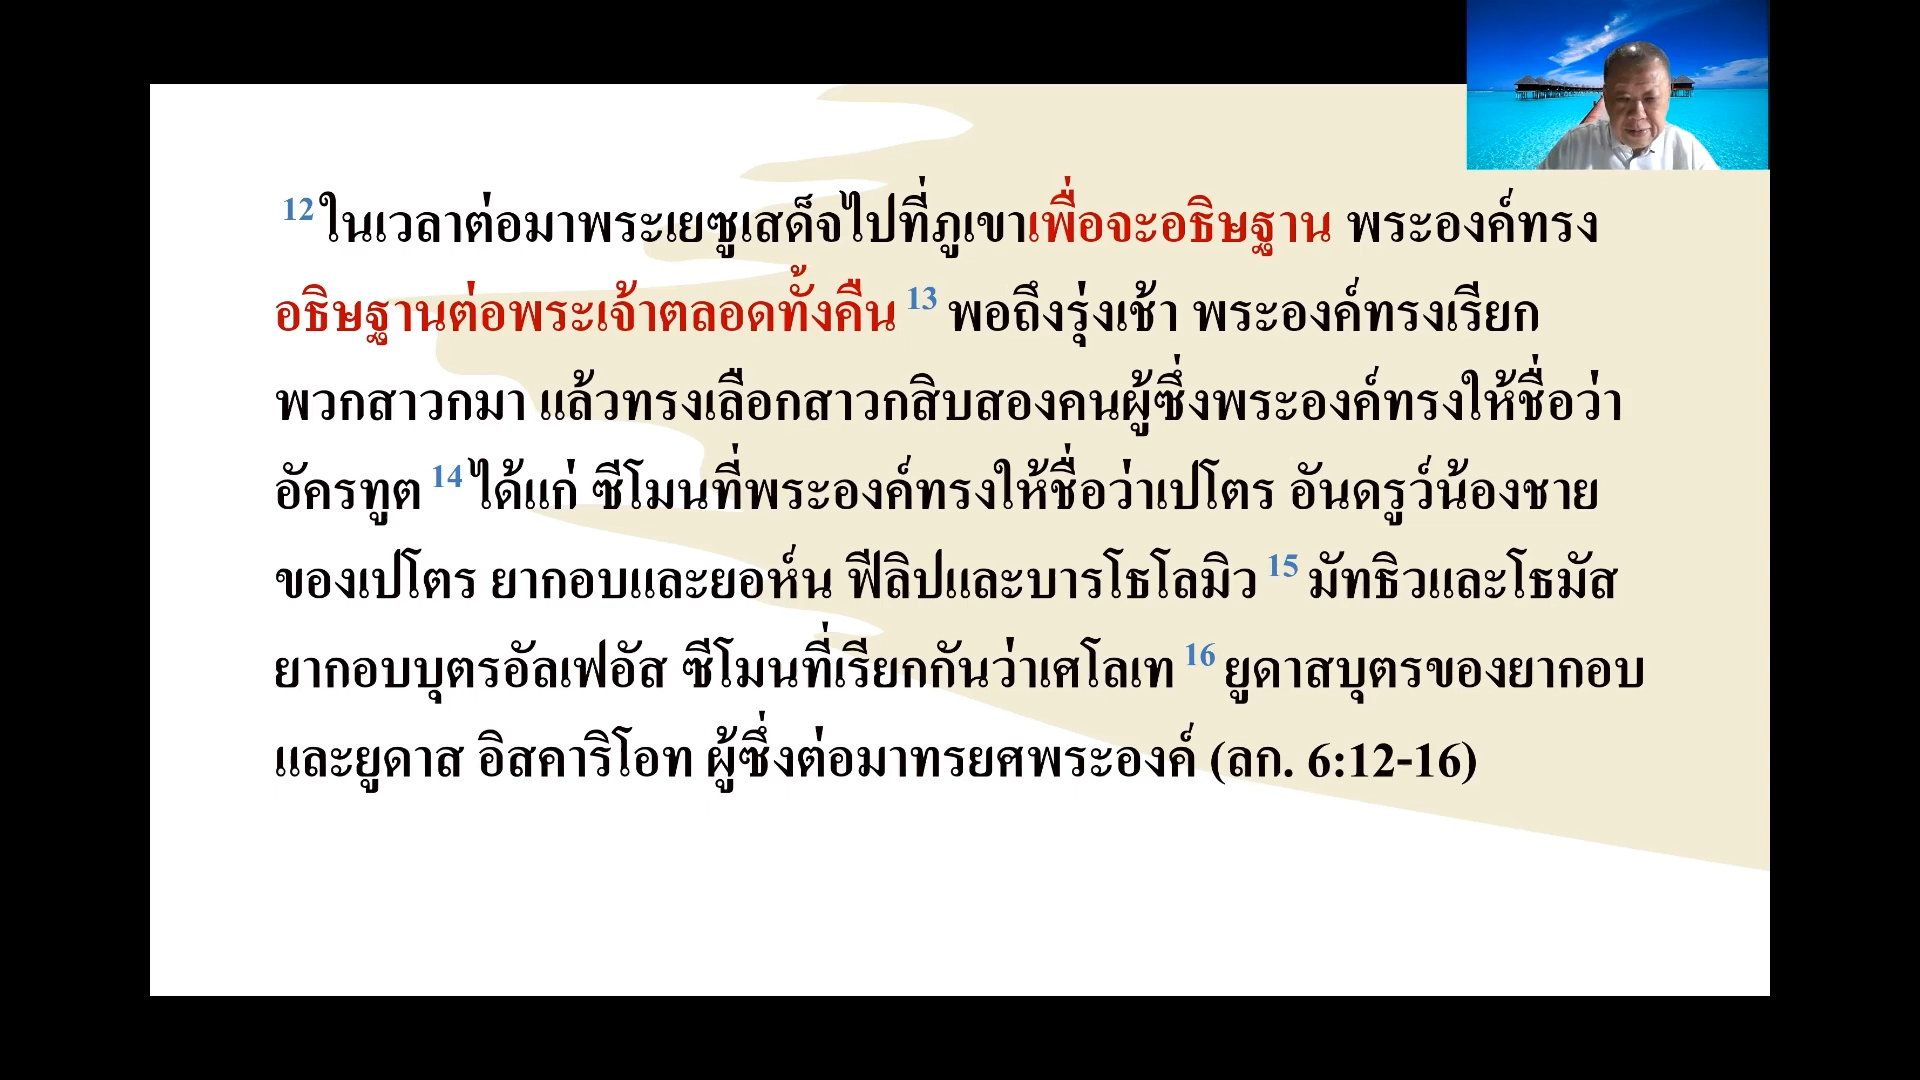 12 ในเวลาต่อมาพระเยซูเสด็จไปที่ภูเขาเพื่อจะอธิษฐาน พระองค์ทรง
อธิษฐานต่อพระเจ้าตลอดทั้งคืน 13 พอถึงรุ่งเช้า พระองค์ทรงเรียก
พวกสาวกมา แล้วทรงเลือกสาวกสิบสองคนผู้ซึ่งพระองค์ทรงให้ชื่อว่า
อัครทูต 14 ได้แก่ ซีโมนที่พระองค์ทรงให้ชื่อว่าเปโตร อันดรูว์น้องชาย
ของเปโตร ยากอบและยอห์น ฟีลิปและบารโธโลมิว 15 มัทธิวและโธมัส
ยากอบบุตรอัลเฟอัส ซีโมนที่เรียกกันว่าเศโลเท 16 ยูดาสบุตรของยากอบ
และยูดาส อิสคาริโอท ผู้ซึ่งต่อมาทรยศพระองค์ (ลก. 6:12-16)